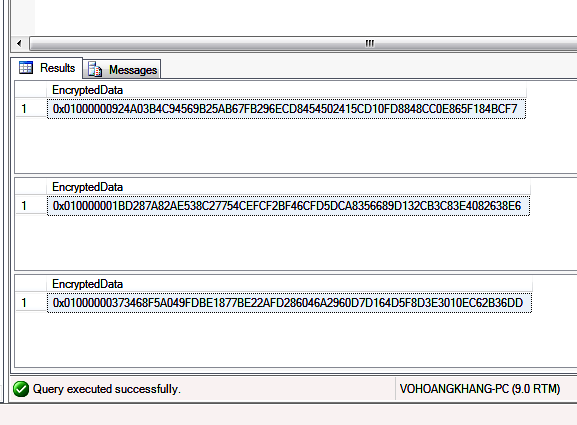 Results Messages
EncryptedData
1 0x01000000924A03B4C94569B25AB67FB296ECD8454502415CD10FD8848CC0E865F184BCF7
EncryptedData
1 0x010000001BD287A82AE538C27754CEFCF2BF46CFD5DCA8356689D132CB3C83E4082638E6
EncryptedData
1 0x01000000373468F5A049FDBE1877BE22AFD286046A2960D7D164D5F8D3E3010EC62B36DD
Query executed successfully. VOHOANGKHANG-PC (9.0 RTM)